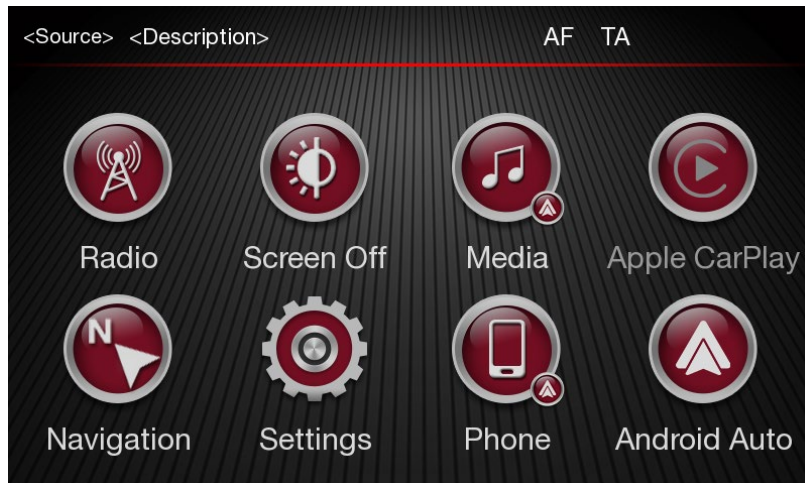 <Source> <Description> AF TA
Radio Screen Off Media Apple CarPlay
N
Navigation Settings Phone Android Auto